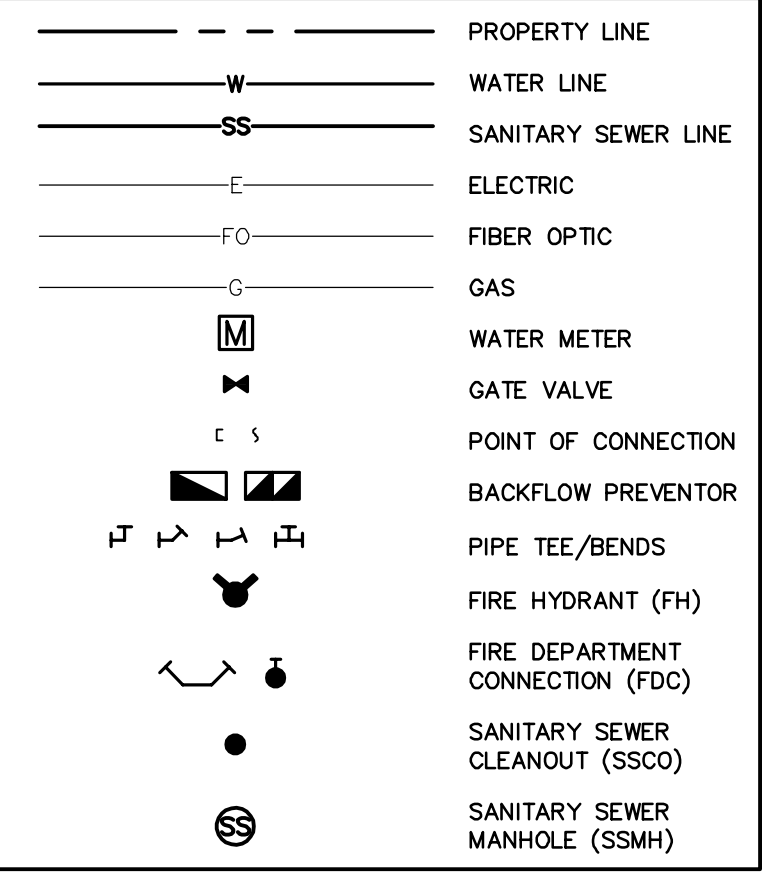 PROPERTY LINE
W WATER LINE
SS SANITARY SEWER LINE
E ELECTRIC
FO FIBER OPTIC
G GAS
M WATER METER
GATE VALVE
POINT OF CONNECTION
BACKFLOW PREVENTOR
PIPE TEE/BENDS
FIRE HYDRANT (FH)
FIRE DEPARTMENT
CONNECTION (FDC)
SANITARY SEWER
CLEANOUT (SSCO)
SS SANITARY SEWER
MANHOLE (SSMH)